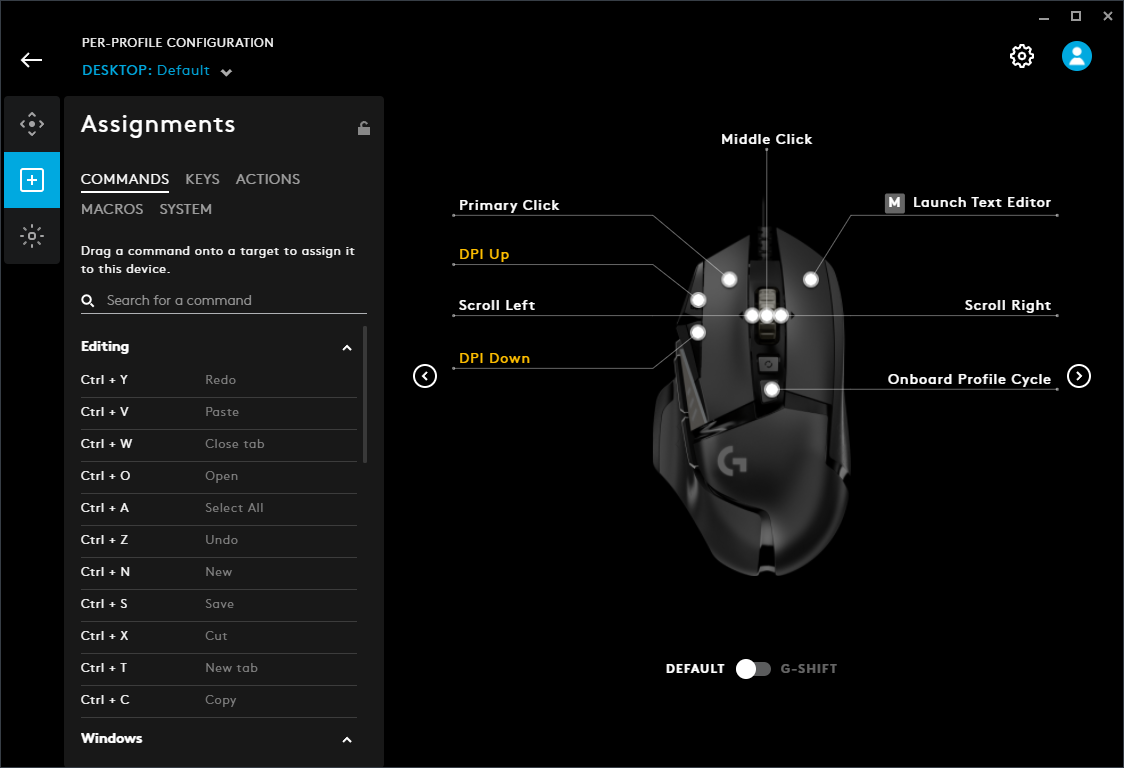 PER-PROFILE CONFIGURATION
DESKTOP: Default
Assignments
COMMANDS KEYS ACTIONS
MACROS SYSTEM
Drag a command onto a target to assign it
to this device.
Search for a command
Editing
Ctrl + Y Redo
Ctrl + V Paste
Ctrl + W Close tab
Ctrl + O Open
Ctrl + A Select All
Ctrl + Z Undo
Ctrl + N New
Ctrl + S Save
Ctrl + X Cut
Ctrl + T New tab
Ctrl + C Copy
Windows
Middle Click
Primary Click
M Launch Text Editor
DPI Up
Scroll Left
Scroll Right
DPI Down
Onboard Profile Cycle
G
DEFAULT G-SHIFT